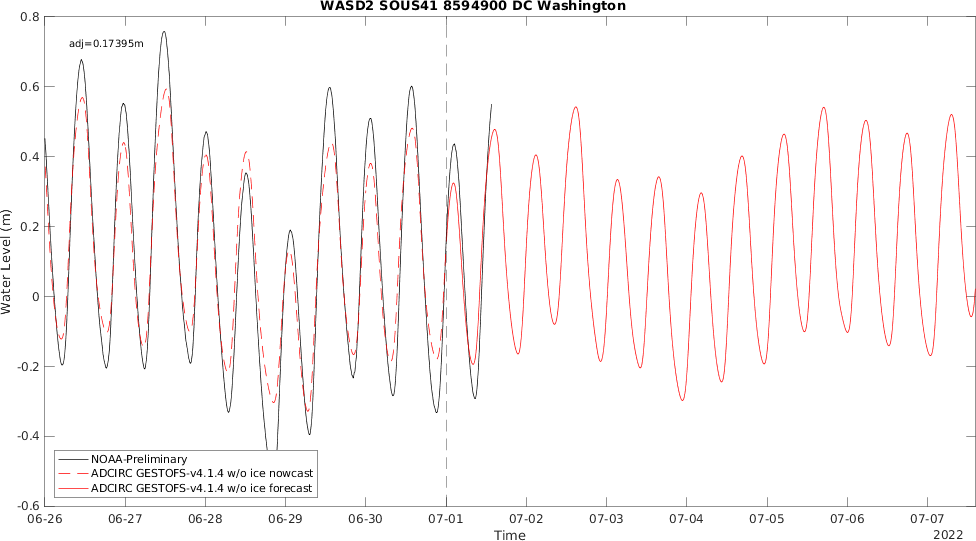 WASD2 SOUS41 8594900 DC Washington
adj=0.17395m
0.8
0.6
0.4
0.2
0
-0.2
-0.4
-0.6
Water Level (m)
NOAA-Preliminary
ADCIRC GESTOFS-v4.1.4 w/o ice nowcast
ADCIRC GESTOFS-v4.1.4 w/o ice forecast
06-26 06-27 06-28 06-29 06-30 07-01 07-02 07-03 07-04 07-05 07-06 07-07
Time
2022